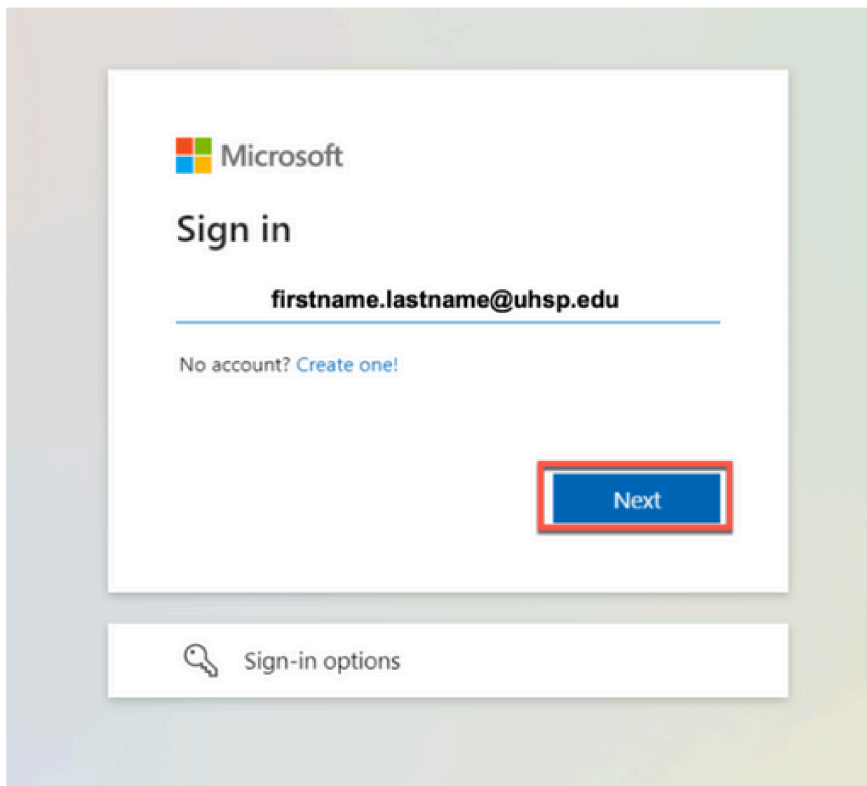 Microsoft
Sign in
firstname.lastname@uhsp.edu
No account? Create one!
Next
Sign-in options